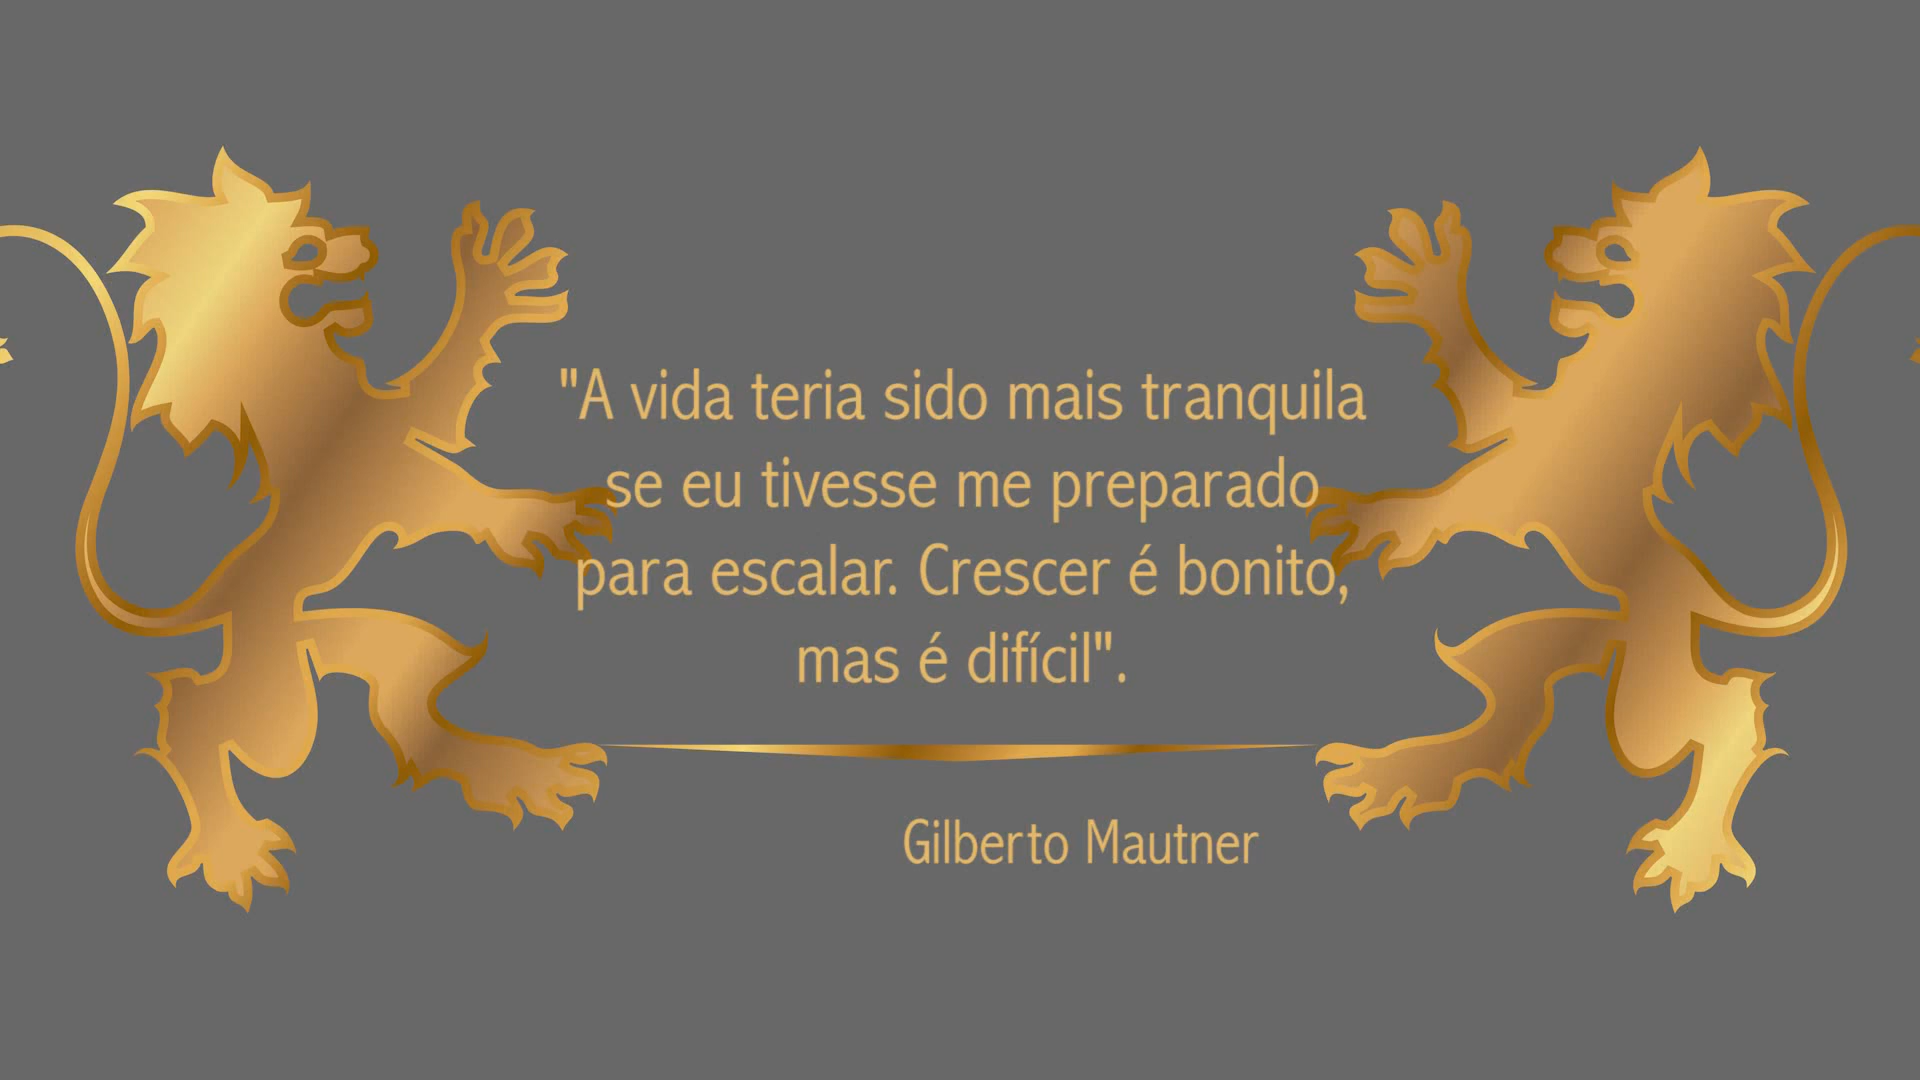 "A vida teria sido mais tranquila
se eu tivesse me preparado
para escalar. Crescer é bonito,
mas é difícil".
Gilberto Mautner